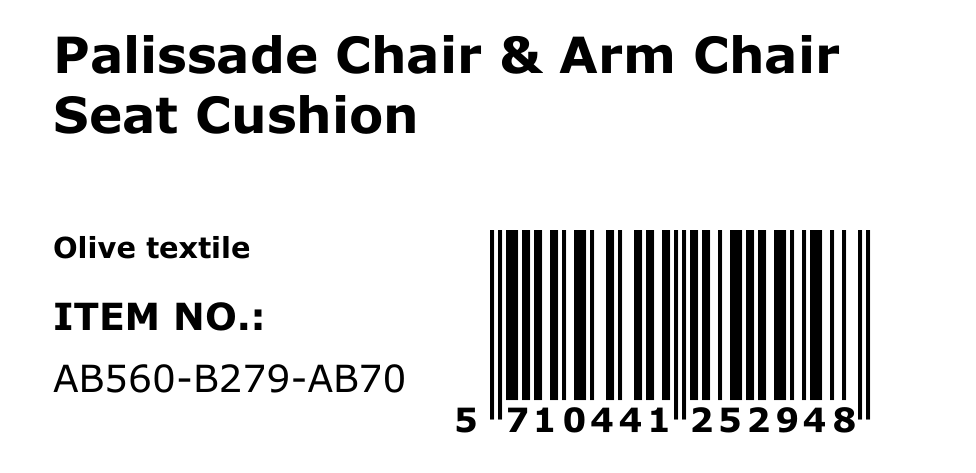 Palissade Chair & Arm Chair
Seat Cushion
Olive textile
ITEM NO.:
AB560-B279-AB70
5 710441 252948